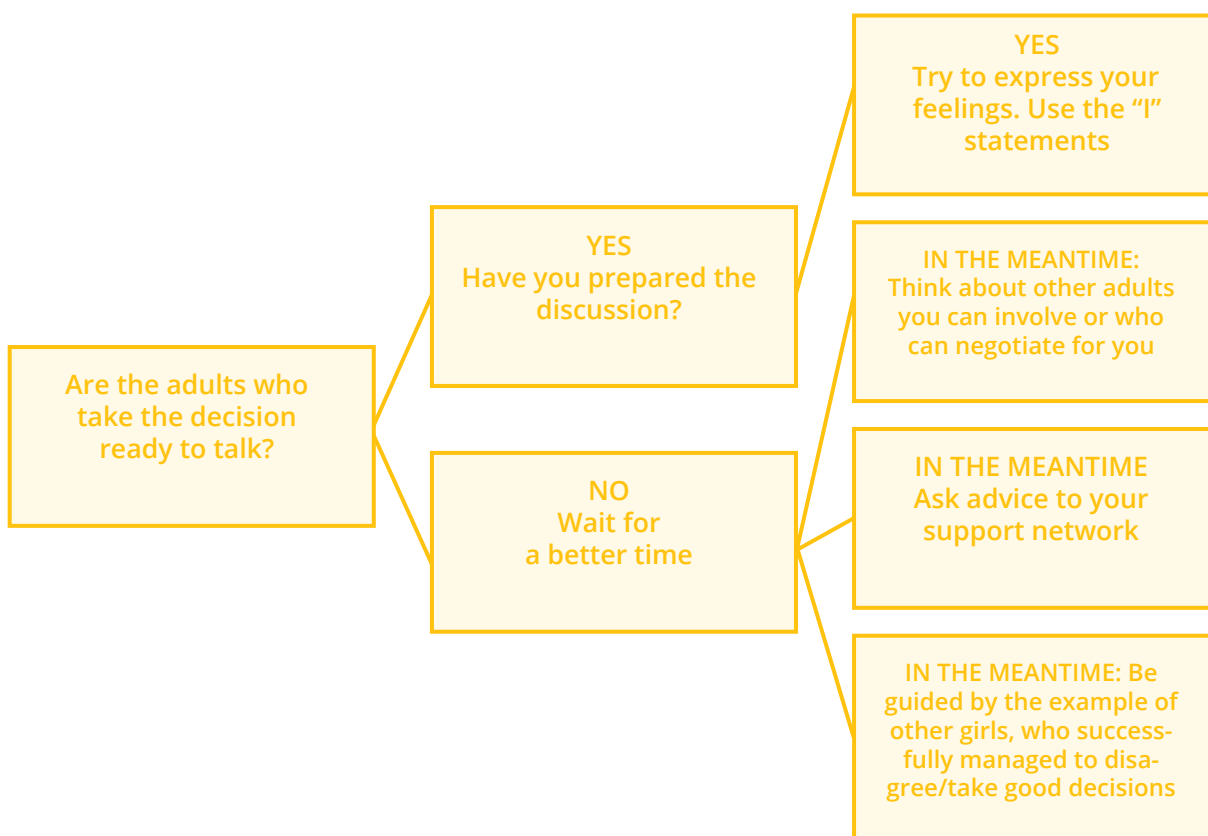 Are the adults who
take the decision
ready to talk?
YES
Have you prepared the
discussion?
NO
Wait for
a better time
YES
Try to express your
feelings. Use the “I”
statements
IN THE MEANTIME:
Think about other adults
you can involve or who
can negotiate for you
IN THE MEANTIME
Ask advice to your
support network
IN THE MEANTIME: Be
guided by the example of
other girls, who success-
fully managed to disa-
gree/take good decisions